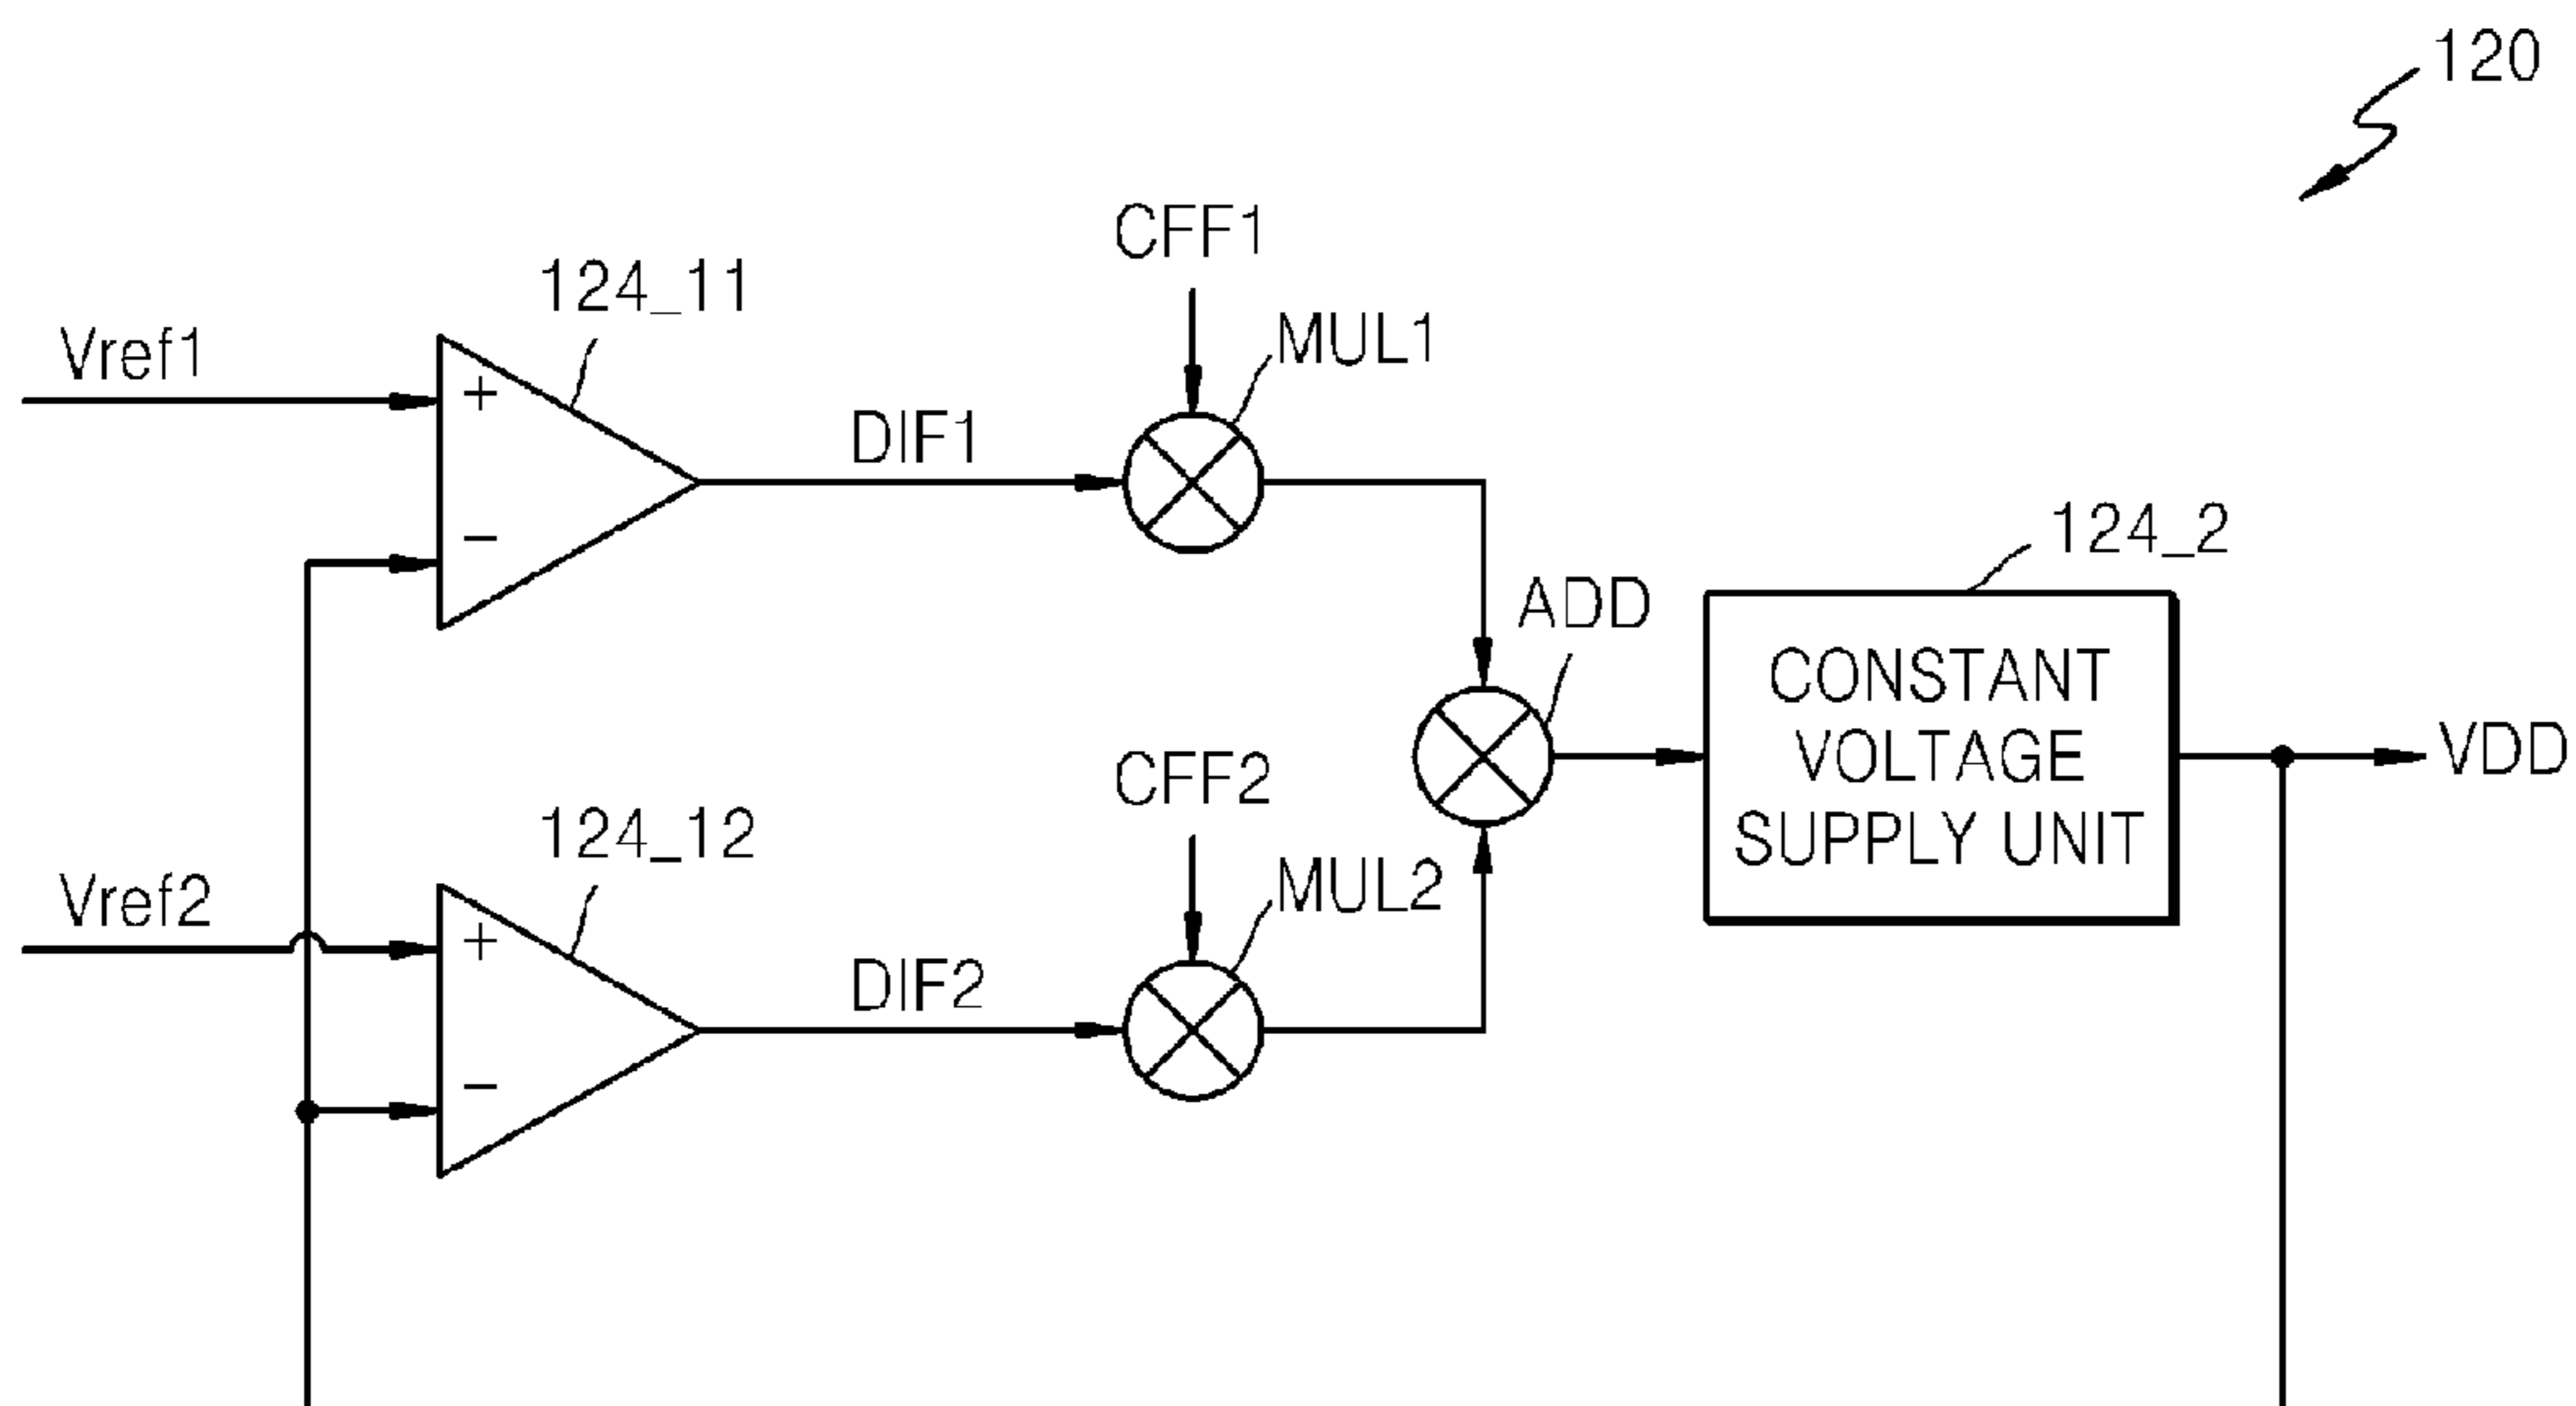 120
CFF1
124_11
MUL1
Vref1
+
DIF1
−
124_2
ADD
CONSTANT
VOLTAGE
SUPPLY UNIT
VDD
CFF2
124_12
MUL2
Vref2
+
DIF2
−